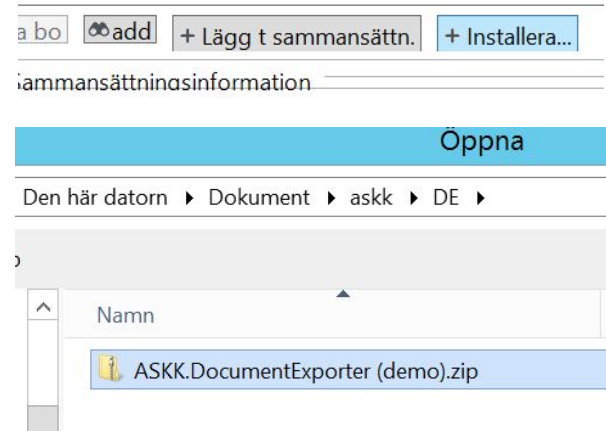 a bo add + Lägg t sammansättn. + Installera...
Sammansättningsinformation
Öppna
Den här datorn ▸ Dokument ▸ askk ▸ DE ▸
Namn
ASKK.DocumentExporter (demo).zip